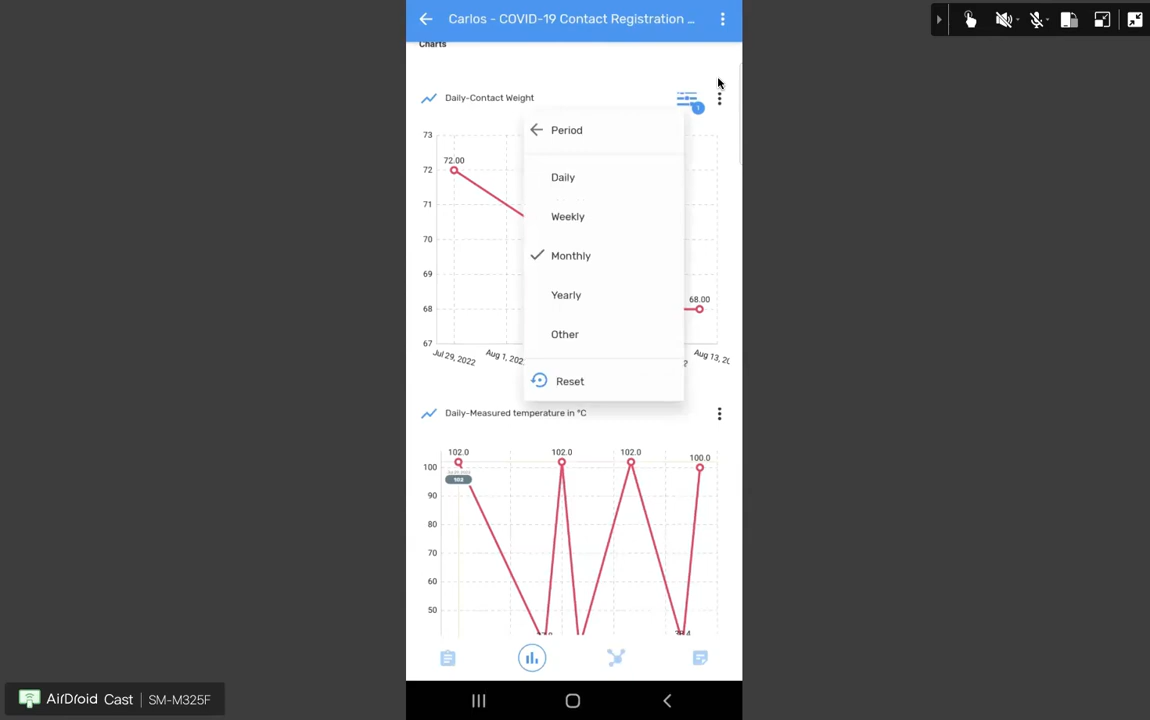 Carlos - COVID-19 Contact Registration ...
Charts
Daily-Contact Weight
1
Period
Daily
Weekly
Monthly
Yearly
Other
Reset
73
72
71
70
69
68
67
72.00
68.00
Jul 29, 2022
Aug 1, 202
Aug 13, 20
Daily-Measured temperature in °C
102.0
102.0
102.0
100.0
102
100
90
80
70
60
50
AirDroid Cast
SM-M325F